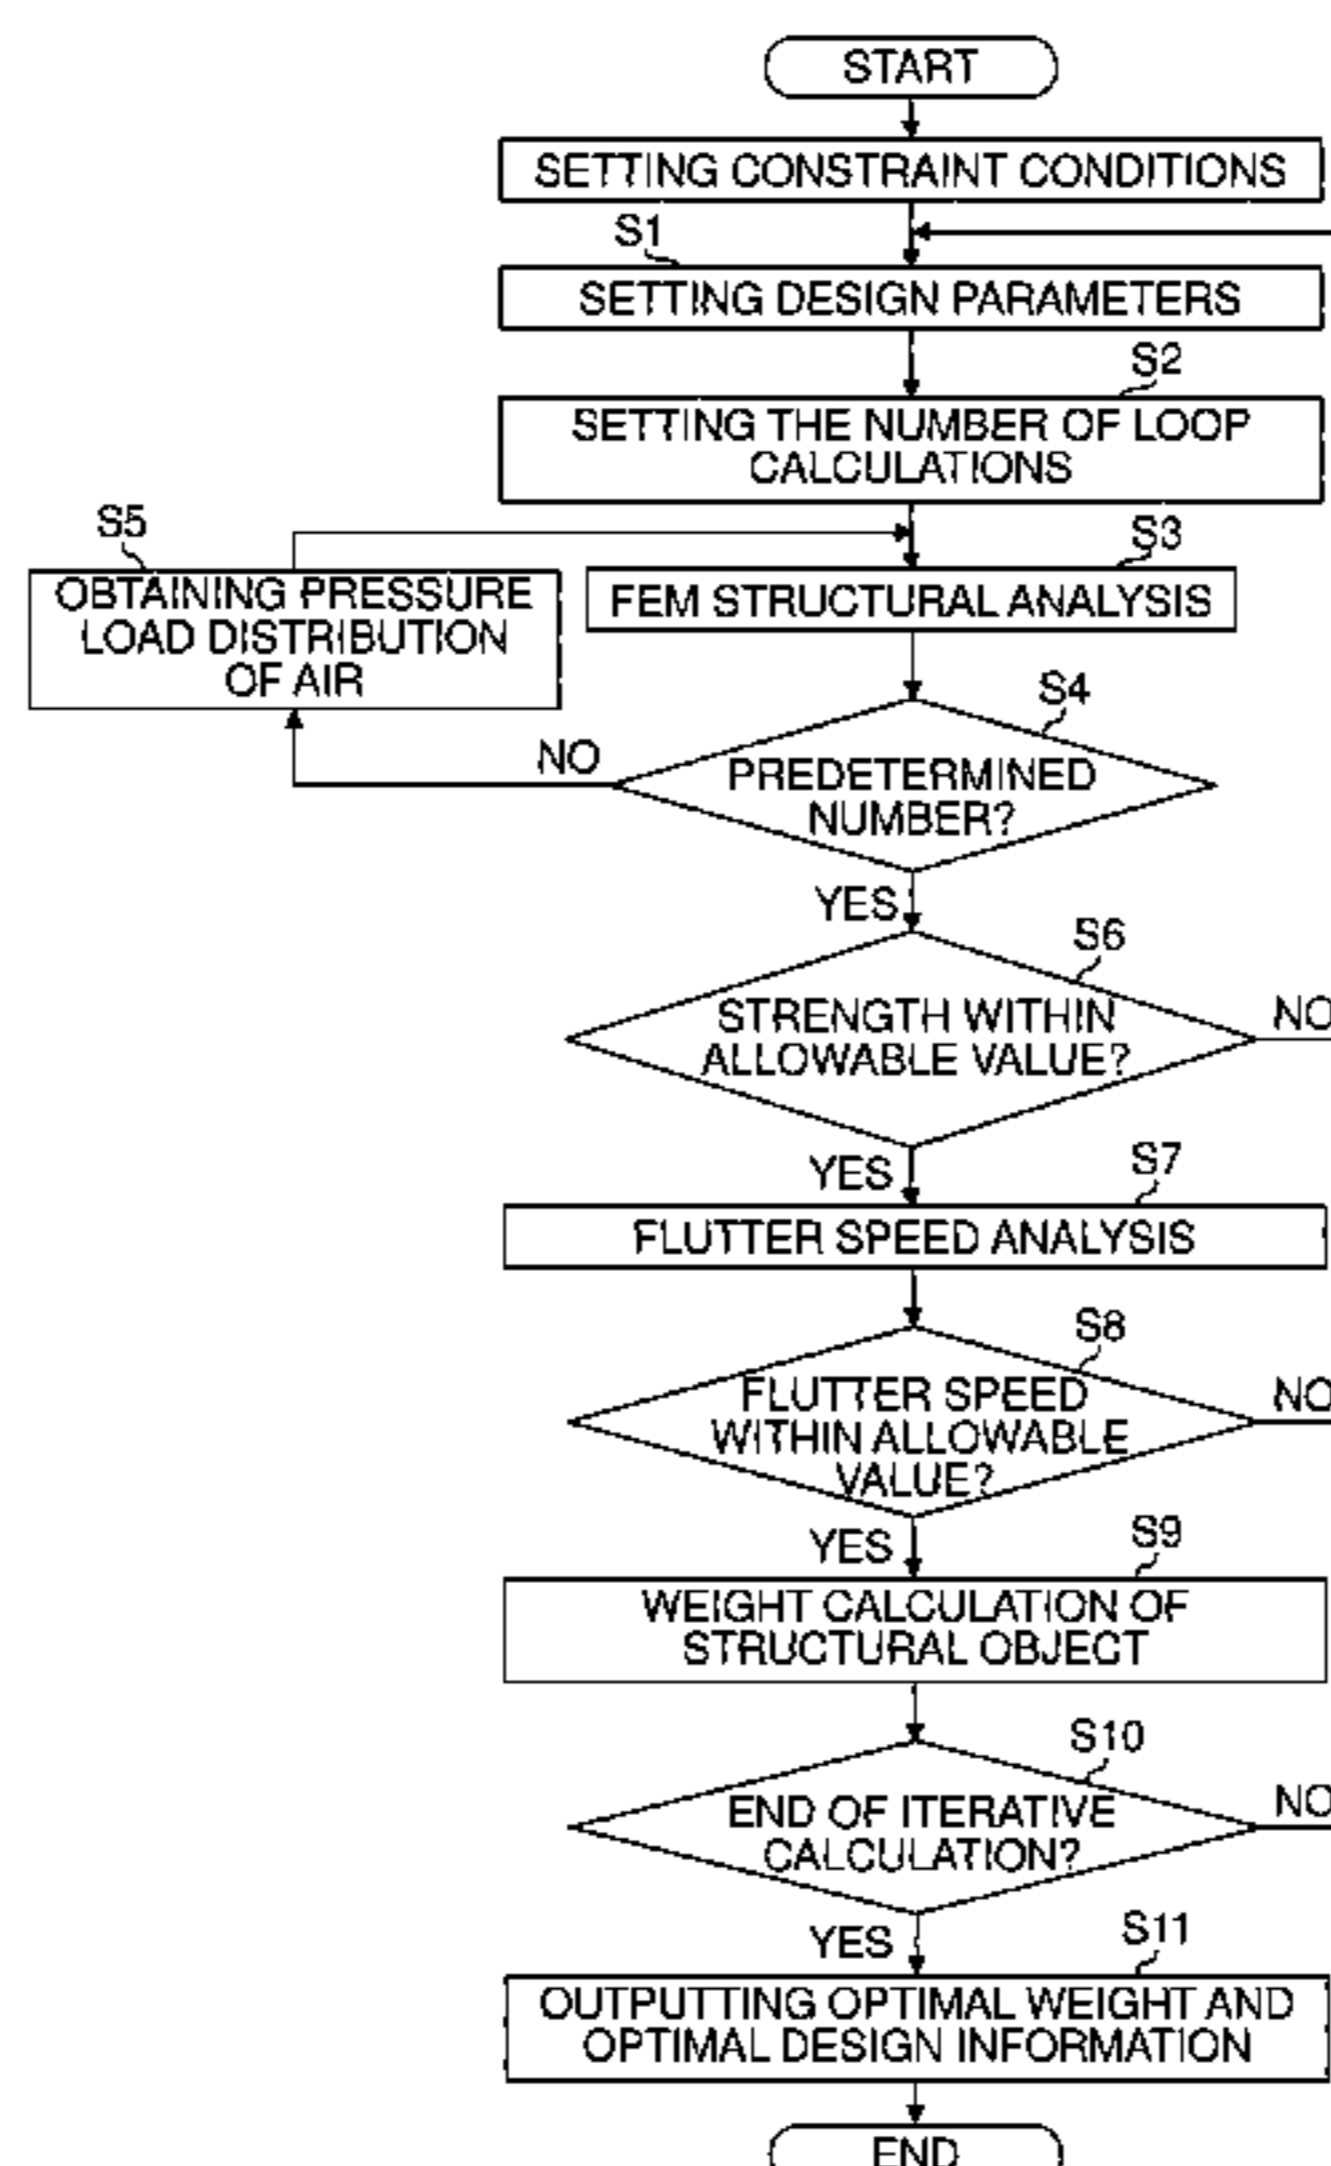 START
SETTING CONSTRAINT CONDITIONS
S1
SETTING DESIGN PARAMETERS
S2
SETTING THE NUMBER OF LOOP
CALCULATIONS
S5
OBTAINING PRESSURE
LOAD DISTRIBUTION
OF AIR
S3
FEM STRUCTURAL ANALYSIS
S4
PREDETERMINED
NUMBER?
NO
YES
S6
STRENGTH WITHIN
ALLOWABLE VALUE?
NO
YES
S7
FLUTTER SPEED ANALYSIS
S8
FLUTTER SPEED
WITHIN ALLOWABLE
VALUE?
NO
YES
S9
WEIGHT CALCULATION OF
STRUCTURAL OBJECT
S10
END OF ITERATIVE
CALCULATION?
NO
YES
S11
OUTPUTTING OPTIMAL WEIGHT AND
OPTIMAL DESIGN INFORMATION
END